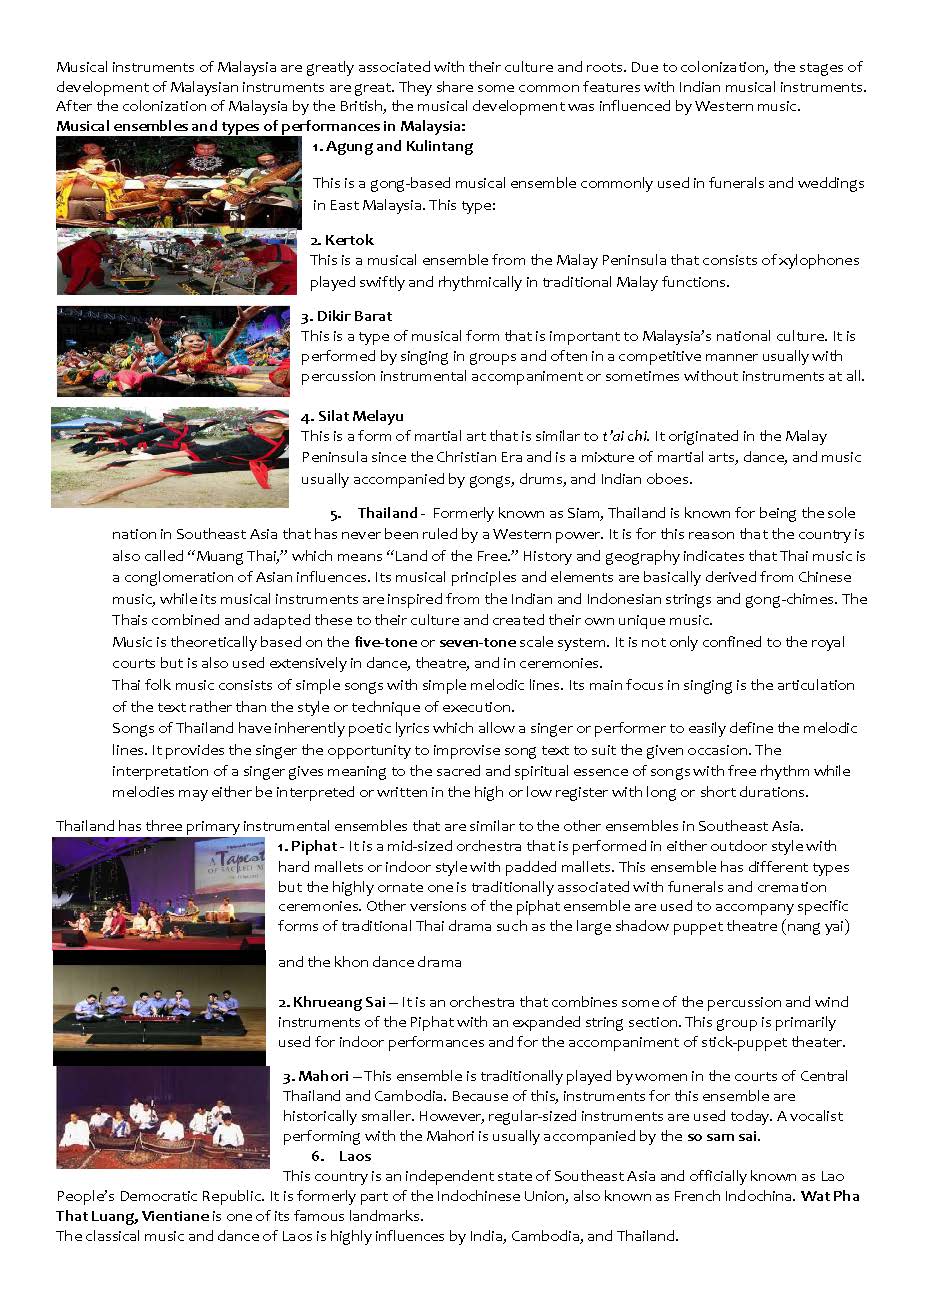 Musical instruments of Malaysia are greatly associated with their culture and roots. Due to colonization, the stages of
development of Malaysian instruments are great. They share some common features with Indian musical instruments.
After the colonization of Malaysia by the British, the musical development was influenced by Western music.
Musical ensembles and types of performances in Malaysia:
1. Agung and Kulintang
This is a gong-based musical ensemble commonly used in funerals and weddings
in East Malaysia. This type:
2. Kertok
This is a musical ensemble from the Malay Peninsula that consists of xylophones
played swiftly and rhythmically in traditional Malay functions.
3. Dikir Barat
This is a type of musical form that is important to Malaysia's national culture. It is
performed by singing in groups and often in a competitive manner usually with
percussion instrumental accompaniment or sometimes without instruments at all.
4. Silat Melayu
This is a form of martial art that is similar to t'ai chi. It originated in the Malay
Peninsula since the Christian Era and is a mixture of martial arts, dance, and music
usually accompanied by gongs, drums, and Indian oboes.
5. Thailand - Formerly known as Siam, Thailand is known for being the sole
nation in Southeast Asia that has never been ruled by a Western power. It is for this reason that the country is
also called “Muang Thai,” which means “Land of the Free.” History and geography indicates that Thai music is
a conglomeration of Asian influences. Its musical principles and elements are basically derived from Chinese
music, while its musical instruments are inspired from the Indian and Indonesian strings and gong-chimes. The
Thais combined and adapted these to their culture and created their own unique music.
Music is theoretically based on the five-tone or seven-tone scale system. It is not only confined to the royal
courts but is also used extensively in dance, theatre, and in ceremonies.
Thai folk music consists of simple songs with simple melodic lines. Its main focus in singing is the articulation
of the text rather than the style or technique of execution.
Songs of Thailand have inherently poetic lyrics which allow a singer or performer to easily define the melodic
lines. It provides the singer the opportunity to improvise song text to suit the given occasion. The
interpretation of a singer gives meaning to the sacred and spiritual essence of songs with free rhythm while
melodies may either be interpreted or written in the high or low register with long or short durations.
Thailand has three primary instrumental ensembles that are similar to the other ensembles in Southeast Asia.
1. Piphat - It is a mid-sized orchestra that is performed in either outdoor style with
hard mallets or indoor style with padded mallets. This ensemble has different types
but the highly ornate one is traditionally associated with funerals and cremation
ceremonies. Other versions of the piphat ensemble are used to accompany specific
forms of traditional Thai drama such as the large shadow puppet theatre (nang yai)
and the khon dance drama
2. Khrueang Sai – It is an orchestra that combines some of the percussion and wind
instruments of the Piphat with an expanded string section. This group is primarily
used for indoor performances and for the accompaniment of stick-puppet theater.
3. Mahori – This ensemble is traditionally played by women in the courts of Central
Thailand and Cambodia. Because of this, instruments for this ensemble are
historically smaller. However, regular-sized instruments are used today. A vocalist
performing with the Mahori is usually accompanied by the so sam sai.
6. Laos
This country is an independent state of Southeast Asia and officially known as Lao
People's Democratic Republic. It is formerly part of the Indochinese Union, also known as French Indochina. Wat Pha
That Luang, Vientiane is one of its famous landmarks.
The classical music and dance of Laos is highly influences by India, Cambodia, and Thailand.